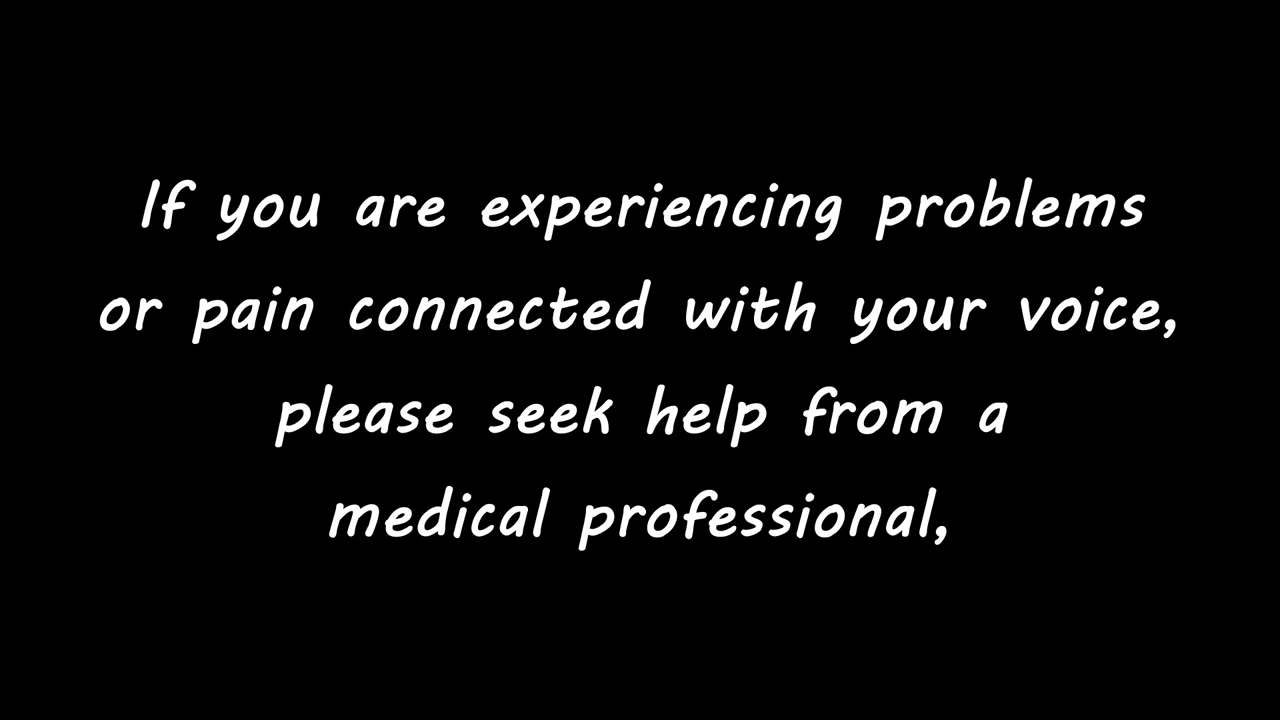 If you are experiencing problems
or pain connected with your voice,
please seek help from a
medical professional,